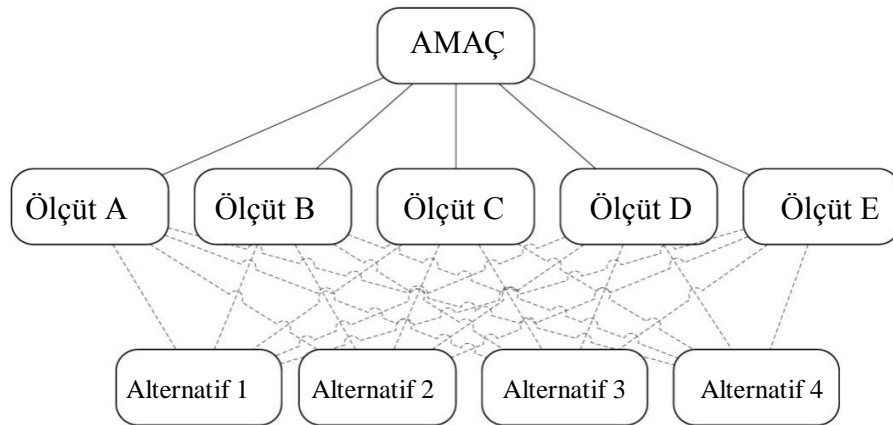 AMAÇ
Ölçüt A
Ölçüt B
Ölçüt C
Ölçüt D
Ölçüt E
Alternatif 1
Alternatif 2
Alternatif 3
Alternatif 4